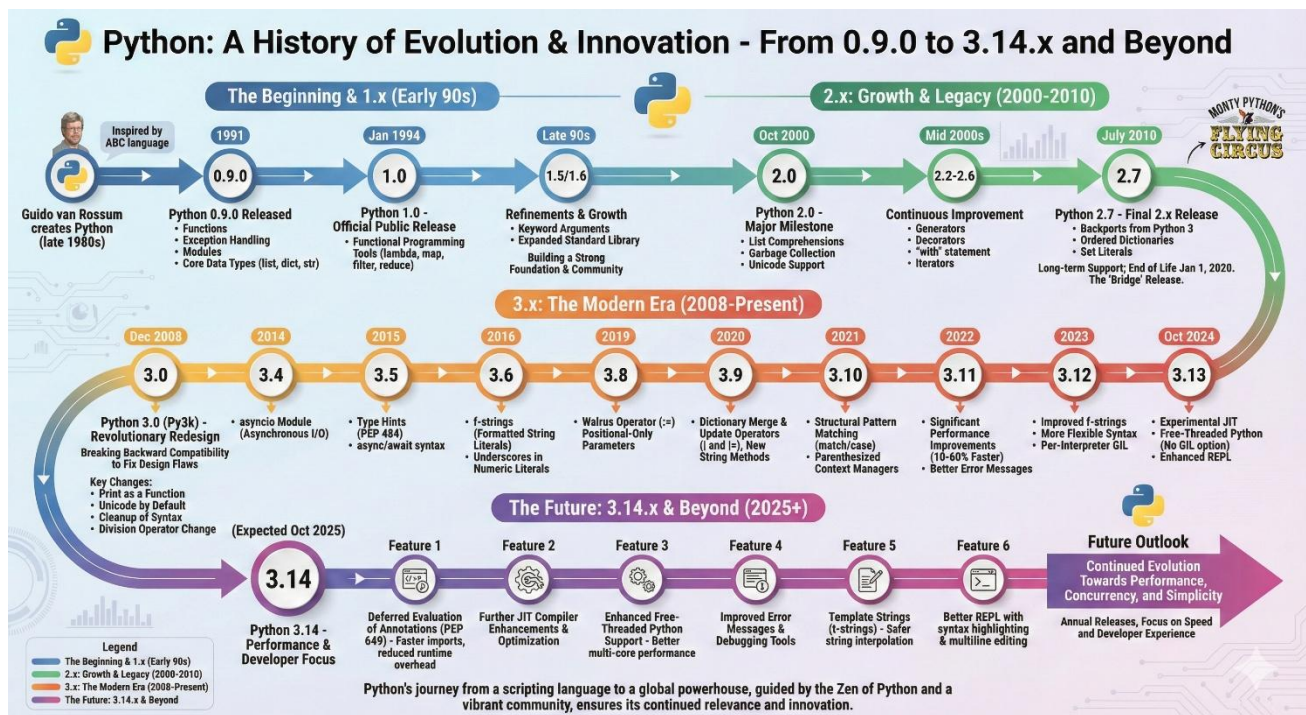 Python: A History of Evolution & Innovation - From 0.9.0 to 3.14.x and Beyond
The Beginning & 1.x (Early 90s)
2.x: Growth & Legacy (2000-2010)
Inspired by
ABC language
Guido van Rossum
creates Python
(late 1980s)
1991
0.9.0
Python 0.9.0 Released
• Functions
• Exception Handling
• Modules
• Core Data Types (list, dict, str)
Jan 1994
1.0
Python 1.0 -
Official Public Release
• Functional Programming
Tools (lambda, map,
filter, reduce)
Late 90s
1.5/1.6
Refinements & Growth
• Keyword Arguments
• Expanded Standard Library
Building a Strong
Foundation & Community
Oct 2000
2.0
Python 2.0 -
Major Milestone
• List Comprehensions
• Garbage Collection
• Unicode Support
Mid 2000s
2.2-2.6
Continuous Improvement
• Generators
• Decorators
• "with" statement
• Iterators
July 2010
2.7
Python 2.7 - Final 2.x Release
• Backports from Python 3
• Ordered Dictionaries
• Set Literals
Long-term Support; End of Life Jan 1, 2020.
The 'Bridge' Release.
MONTY PYTHON'S
FLYING
CIRCUS
3.x: The Modern Era (2008-Present)
Dec 2008
3.0
Python 3.0 (Py3k) -
Revolutionary Redesign
Breaking Backward Compatibility
to Fix Design Flaws
Key Changes:
• Print as a Function
• Unicode by Default
• Cleanup of Syntax
• Division Operator Change
2014
3.4
• asyncio Module
(Asynchronous I/O)
2015
3.5
• Type Hints
(PEP 484)
• async/await syntax
2016
3.6
• f-strings
(Formatted String
Literals)
• Underscores in
Numeric Literals
2019
3.8
• Walrus Operator (:=)
• Positional-Only
Parameters
2020
3.9
• Dictionary Merge &
Update Operators
(| and |=), New
String Methods
2021
3.10
• Structural Pattern
Matching
(match/case)
• Parenthesized
Context Managers
2022
3.11
• Significant
Performance
Improvements
(10-60% Faster)
• Better Error Messages
2023
3.12
• Improved f-strings
• More Flexible Syntax
• Per-Interpreter GIL
Oct 2024
3.13
• Experimental JIT
• Free-Threaded Python
(No GIL option)
• Enhanced REPL
The Future: 3.14.x & Beyond (2025+)
(Expected Oct 2025)
3.14
Python 3.14 -
Performance &
Developer Focus
Feature 1
Deferred Evaluation
of Annotations (PEP
649) - Faster imports,
reduced runtime
overhead
Feature 2
Further JIT Compiler
Enhancements &
Optimization
Feature 3
Enhanced Free-
Threaded Python
Support - Better
multi-core performance
Feature 4
Improved Error
Messages &
Debugging Tools
Feature 5
Template Strings
(t-strings) - Safer
string interpolation
Feature 6
Better REPL with
syntax highlighting
& multiline editing
Future Outlook
Continued Evolution
Towards Performance,
Concurrency, and Simplicity
Annual Releases, Focus on Speed
and Developer Experience
Legend
The Beginning & 1.x (Early 90s)
2.x: Growth & Legacy (2000-2010)
3.x: The Modern Era (2008-Present)
The Future: 3.14.x & Beyond
Python's journey from a scripting language to a global powerhouse, guided by the Zen of Python and a
vibrant community, ensures its continued relevance and innovation.